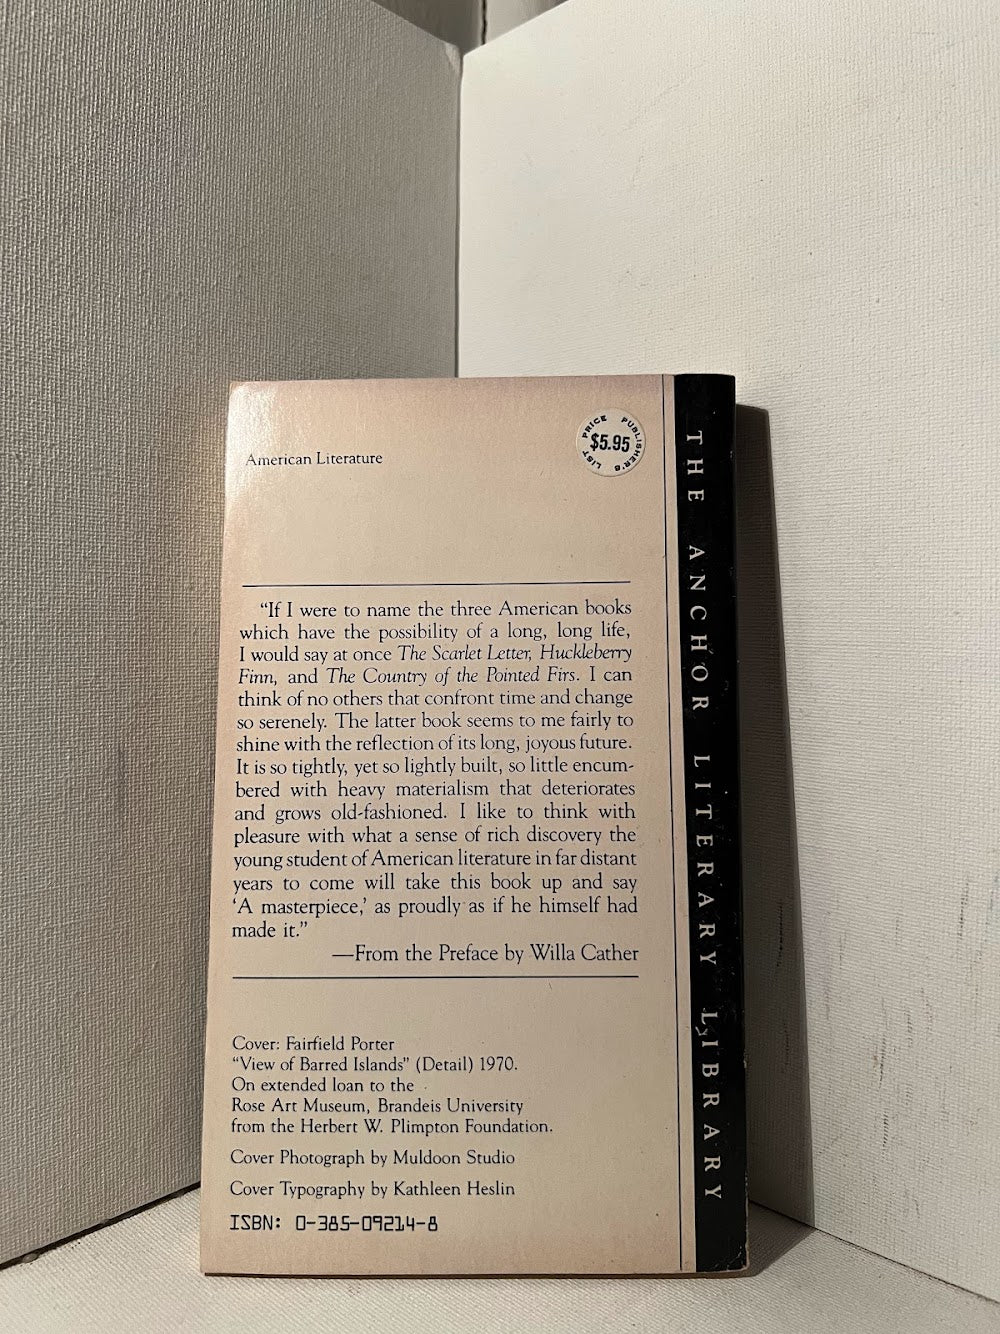 American Literature
PUBLISHER'S LIST PRICE
$5.95
“If I were to name the three American books
which have the possibility of a long, long life,
I would say at once The Scarlet Letter, Huckleberry
Finn, and The Country of the Pointed Firs. I can
think of no others that confront time and change
so serenely. The latter book seems to me fairly to
shine with the reflection of its long, joyous future.
It is so tightly, yet so lightly built, so little encum-
bered with heavy materialism that deteriorates
and grows old-fashioned. I like to think with
pleasure with what a sense of rich discovery the
young student of American literature in far distant
years to come will take this book up and say
‘A masterpiece,’ as proudly as if he himself had
made it.”
—From the Preface by Willa Cather
Cover: Fairfield Porter
“View of Barred Islands” (Detail) 1970.
On extended loan to the
Rose Art Museum, Brandeis University
from the Herbert W. Plimpton Foundation.
Cover Photograph by Muldoon Studio
Cover Typography by Kathleen Heslin
ISBN: 0-385-09214-8
THE ANCHOR LITERARY LIBRARY